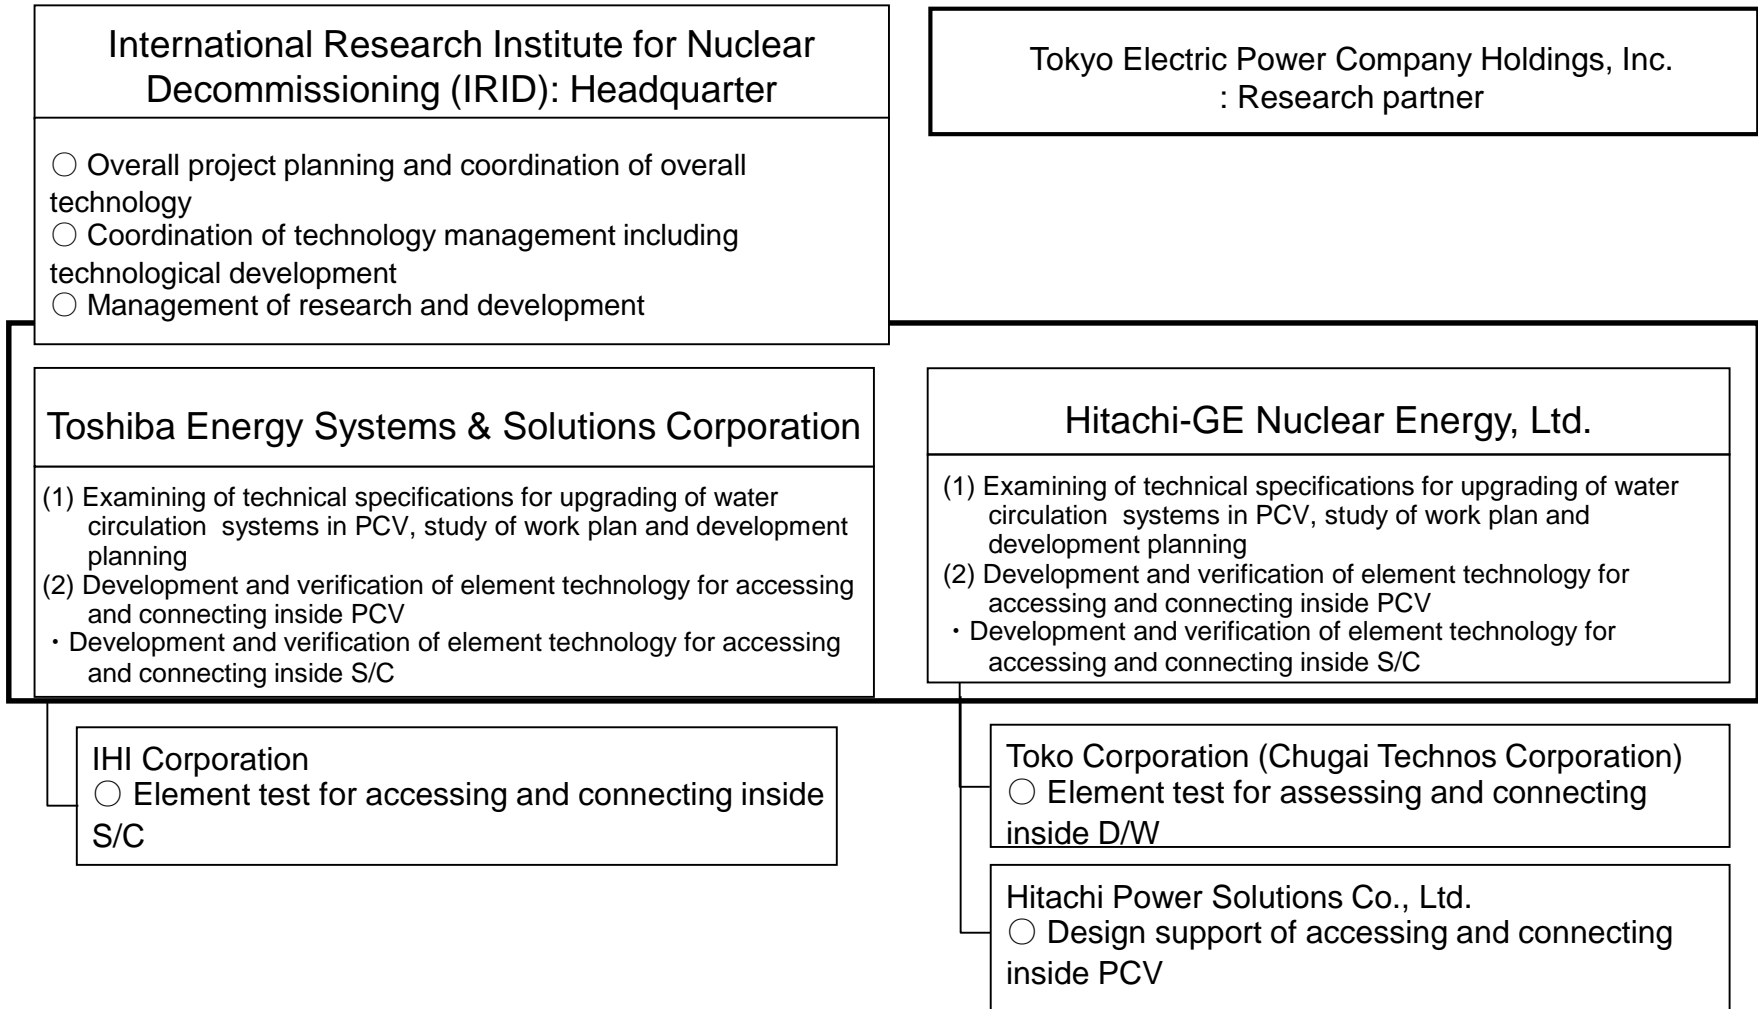 International Research Institute for Nuclear
Decommissioning (IRID): Headquarter
○ Overall project planning and coordination of overall
technology
○ Coordination of technology management including
technological development
○ Management of research and development
Tokyo Electric Power Company Holdings, Inc.
: Research partner
Toshiba Energy Systems & Solutions Corporation
(1) Examining of technical specifications for upgrading of water
circulation systems in PCV, study of work plan and development
planning
(2) Development and verification of element technology for accessing
and connecting inside PCV
・Development and verification of element technology for accessing
and connecting inside S/C
Hitachi-GE Nuclear Energy, Ltd.
(1) Examining of technical specifications for upgrading of water
circulation systems in PCV, study of work plan and
development planning
(2) Development and verification of element technology for
accessing and connecting inside PCV
・Development and verification of element technology for
accessing and connecting inside S/C
IHI Corporation
○ Element test for accessing and connecting inside
S/C
Toko Corporation (Chugai Technos Corporation)
○ Element test for assessing and connecting
inside D/W
Hitachi Power Solutions Co., Ltd.
○ Design support of accessing and connecting
inside PCV